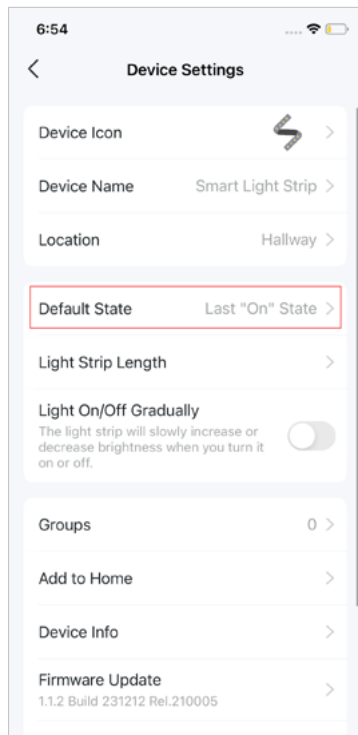 6:54
Device Settings
Device Icon
Device Name Smart Light Strip
Location Hallway
Default State Last "On" State
Light Strip Length
Light On/Off Gradually
The light strip will slowly increase or
decrease brightness when you turn it
on or off.
Groups 0
Add to Home
Device Info
Firmware Update
1.1.2 Build 231212 Rel.210005